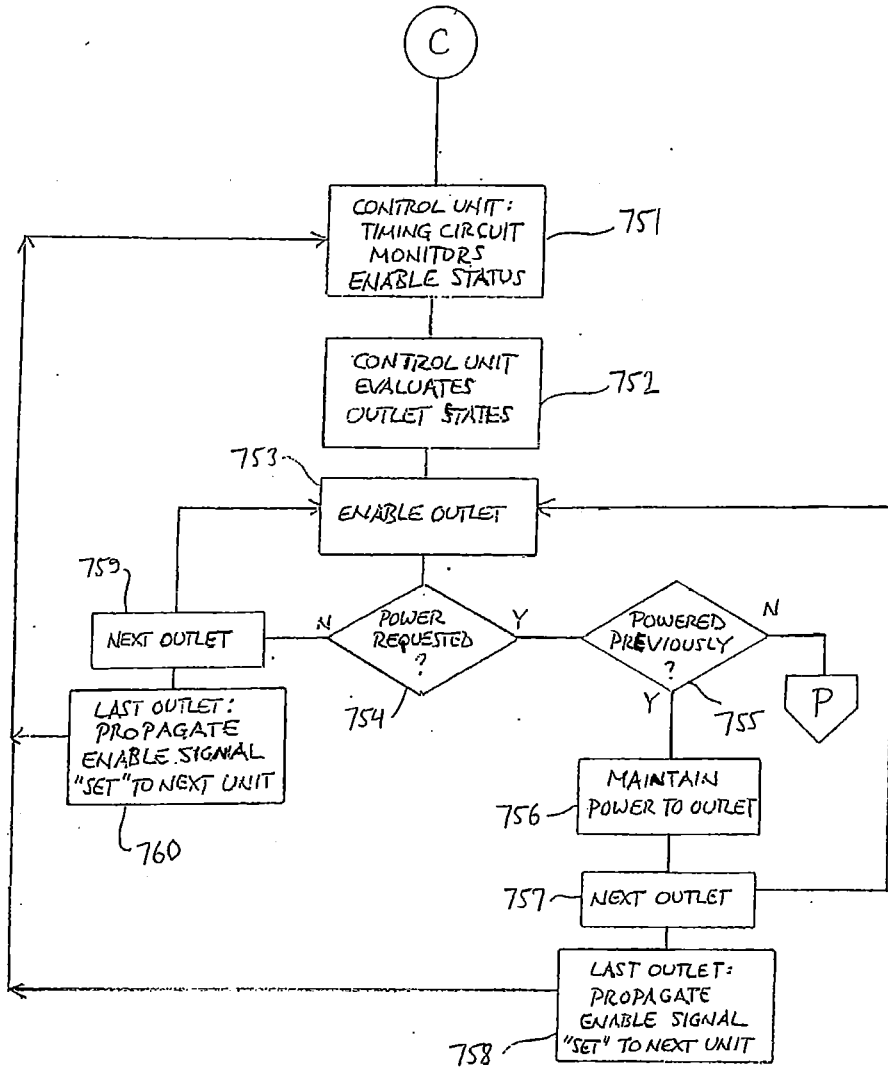 C
CONTROL UNIT:
TIMING CIRCUIT
MONITORS
ENABLE STATUS
751
CONTROL UNIT
EVALUATES
OUTLET STATES
752
753
ENABLE OUTLET
759
NEXT OUTLET
N
POWER
REQUESTED
?
Y
754
POWERED
PREVIOUSLY
?
N
Y
755
P
LAST OUTLET:
PROPAGATE
ENABLE SIGNAL
"SET" TO NEXT UNIT
760
MAINTAIN
POWER TO OUTLET
756
NEXT OUTLET
757
LAST OUTLET:
PROPAGATE
ENABLE SIGNAL
"SET" TO NEXT UNIT
758